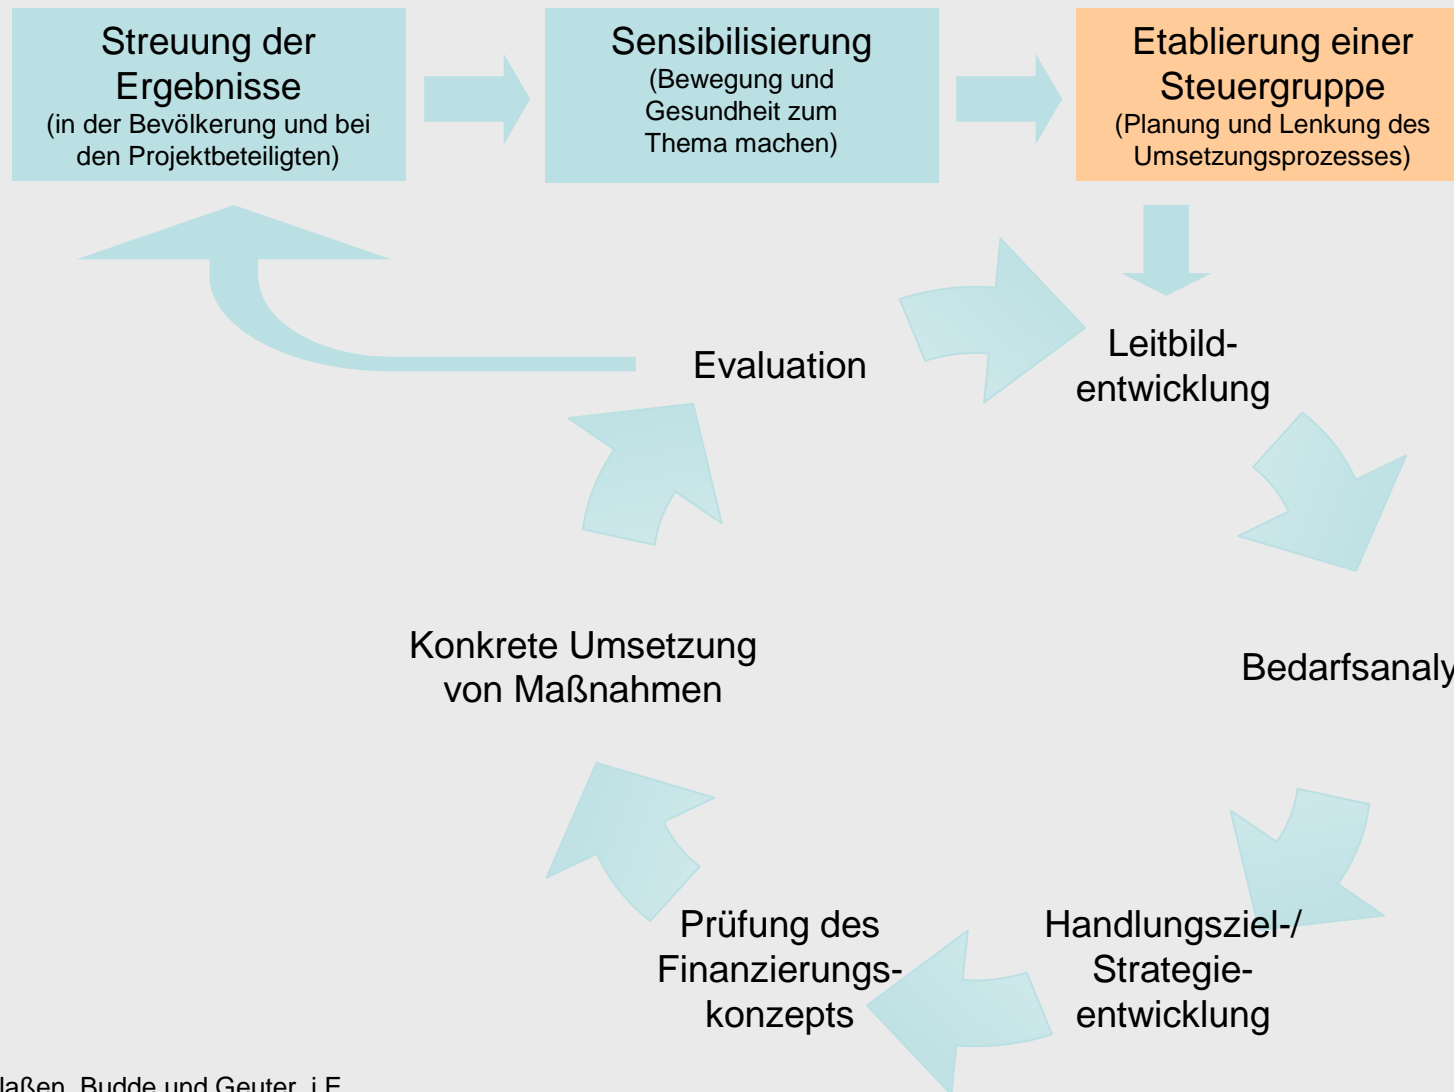 Streuung der
Ergebnisse
(in der Bevölkerung und bei
den Projektbeteiligten)
Sensibilisierung
(Bewegung und
Gesundheit zum
Thema machen)
Etablierung einer
Steuergruppe
(Planung und Lenkung des
Umsetzungsprozesses)
Evaluation
Leitbild-
entwicklung
Konkrete Umsetzung
von Maßnahmen
Prüfung des
Finanzierungs-
konzepts
Handlungsziel-/
Strategie-
entwicklung
Budde und Geuter, i.E.